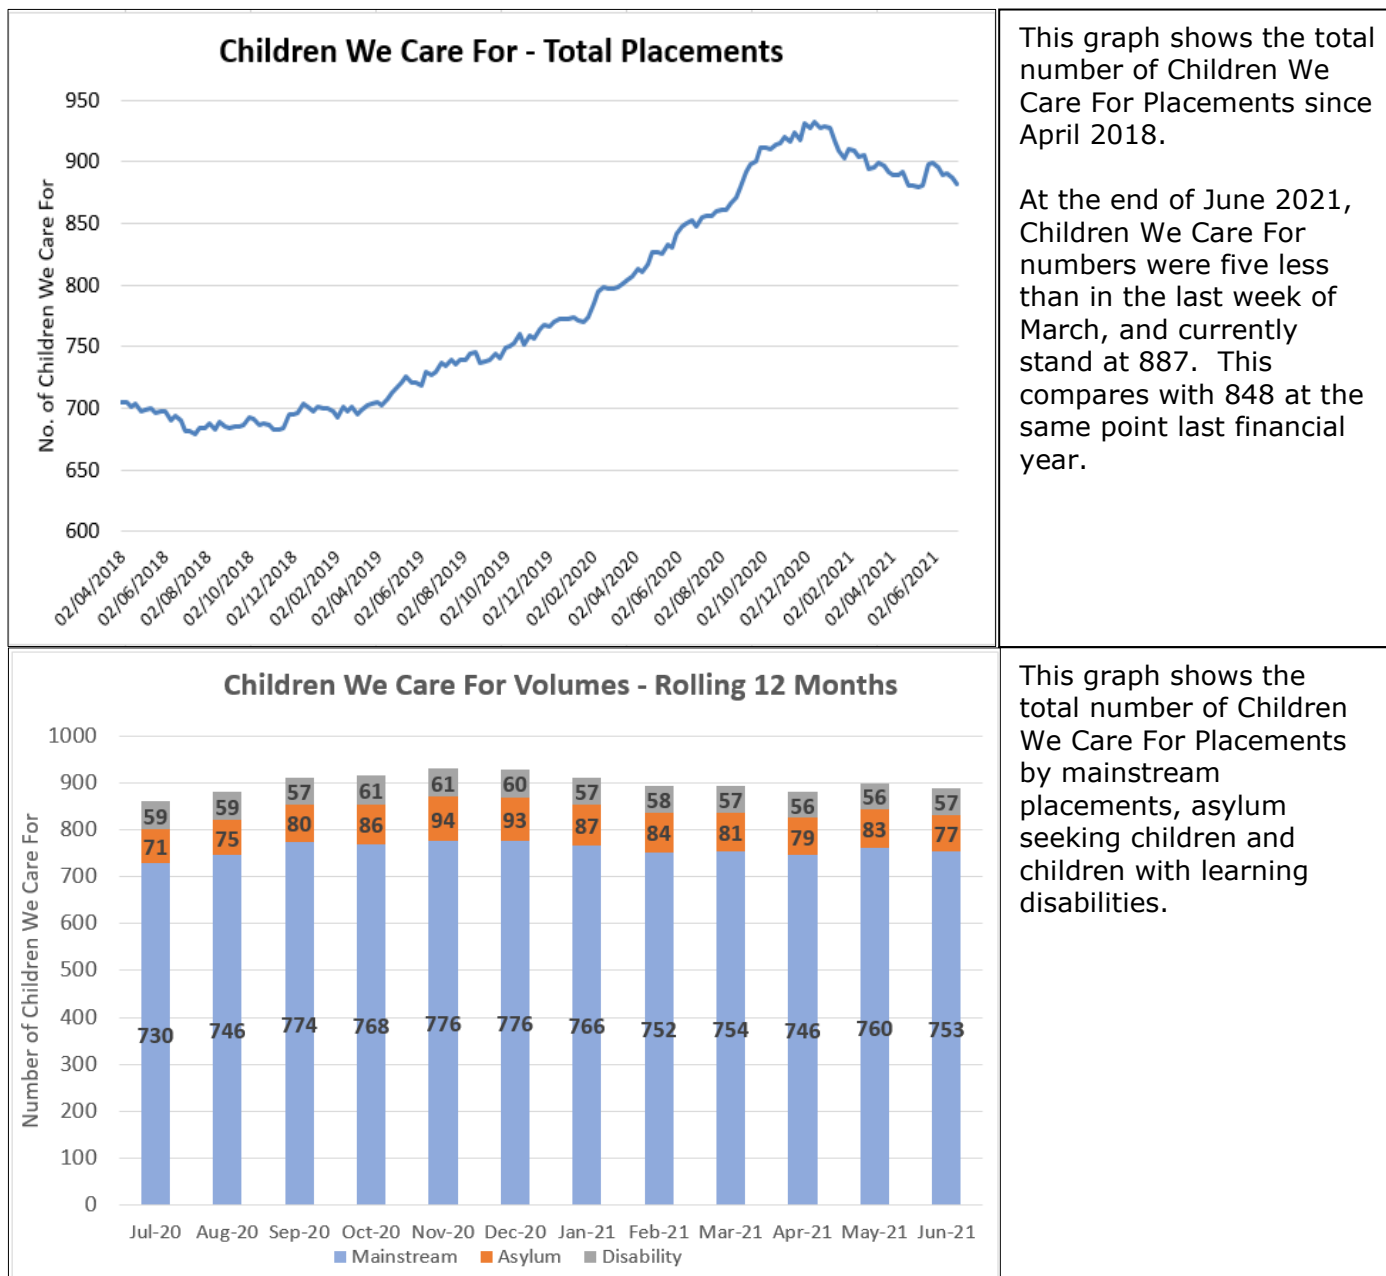 Children We Care For - Total Placements
No. of Children We Care For
950
900
850
800
750
700
650
600
02/04/2018
02/06/2018
02/08/2018
02/10/2018
02/12/2018
02/02/2019
02/04/2019
02/06/2019
02/08/2019
02/10/2019
02/12/2019
02/02/2020
02/04/2020
02/06/2020
02/08/2020
02/10/2020
02/12/2020
02/02/2021
02/04/2021
02/06/2021
This graph shows the total
number of Children We
Care For Placements since
April 2018.
At the end of June 2021,
Children We Care For
numbers were five less
than in the last week of
March, and currently
stand at 887.  This
compares with 848 at the
same point last financial
year.
Children We Care For Volumes - Rolling 12 Months
Number of Children We Care For
1000
900
800
700
600
500
400
300
200
100
0
59 59 57 61 61 60 57 58 57 56 56 57
71 75 80 86 94 93 87 84 81 79 83 77
730 746 774 768 776 776 766 752 754 746 760 753
Jul-20 Aug-20 Sep-20 Oct-20 Nov-20 Dec-20 Jan-21 Feb-21 Mar-21 Apr-21 May-21 Jun-21
Mainstream Asylum Disability
This graph shows the
total number of Children
We Care For Placements
by mainstream
placements, asylum
seeking children and
children with learning
disabilities.